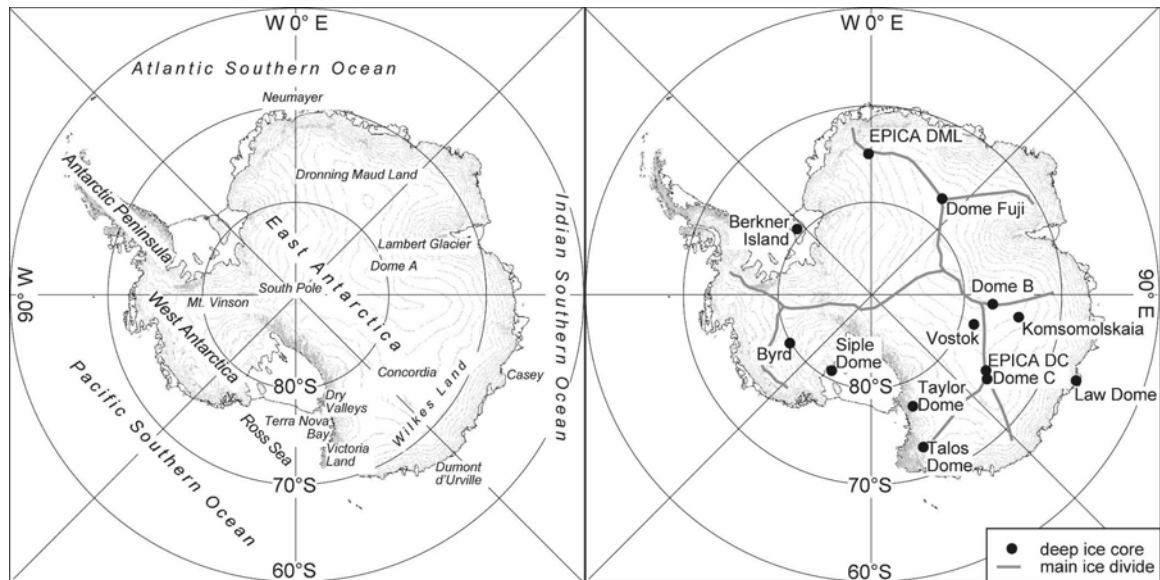 W 0° E
Atlantic Southern Ocean
Neumayer
Antarctic Peninsula
Dronning Maud Land
East Antarctica
Lambert Glacier
Dome A
Indian Southern Ocean
South Pole
Mt. Vinson
90° W
West Antarctica
80°S
Concordia
Casey
Wilkes Land
Dry
Valleys
Terra Nova
Bay
Victoria
Land
Ross Sea
Dumont
d'Urville
Pacific Southern Ocean
70°S
60°S
W 0° E
EPICA DML
Dome Fuji
Berkner
Island
Dome B
90° E
Komsomolskaia
Vostok
Byrd
Siple
Dome
EPICA DC
Dome C
80°S
Law Dome
Taylor
Dome
Talos
Dome
70°S
60°S
deep ice core
main ice divide